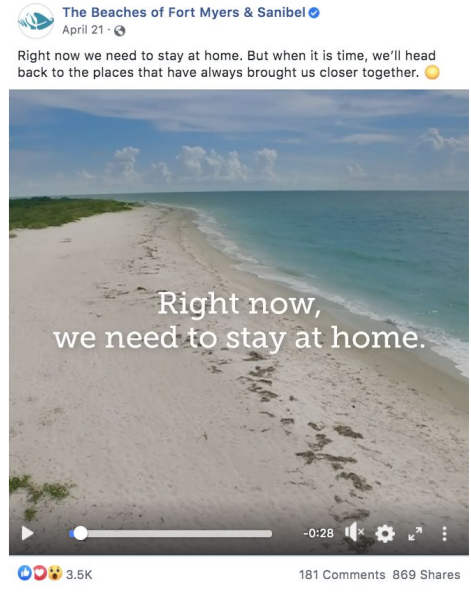 The Beaches of Fort Myers & Sanibel
April 21 ·
Right now we need to stay at home. But when it is time, we'll head
back to the places that have always brought us closer together. 🌞
Right now,
we need to stay at home.
-0:28
3.5K
181 Comments 869 Shares